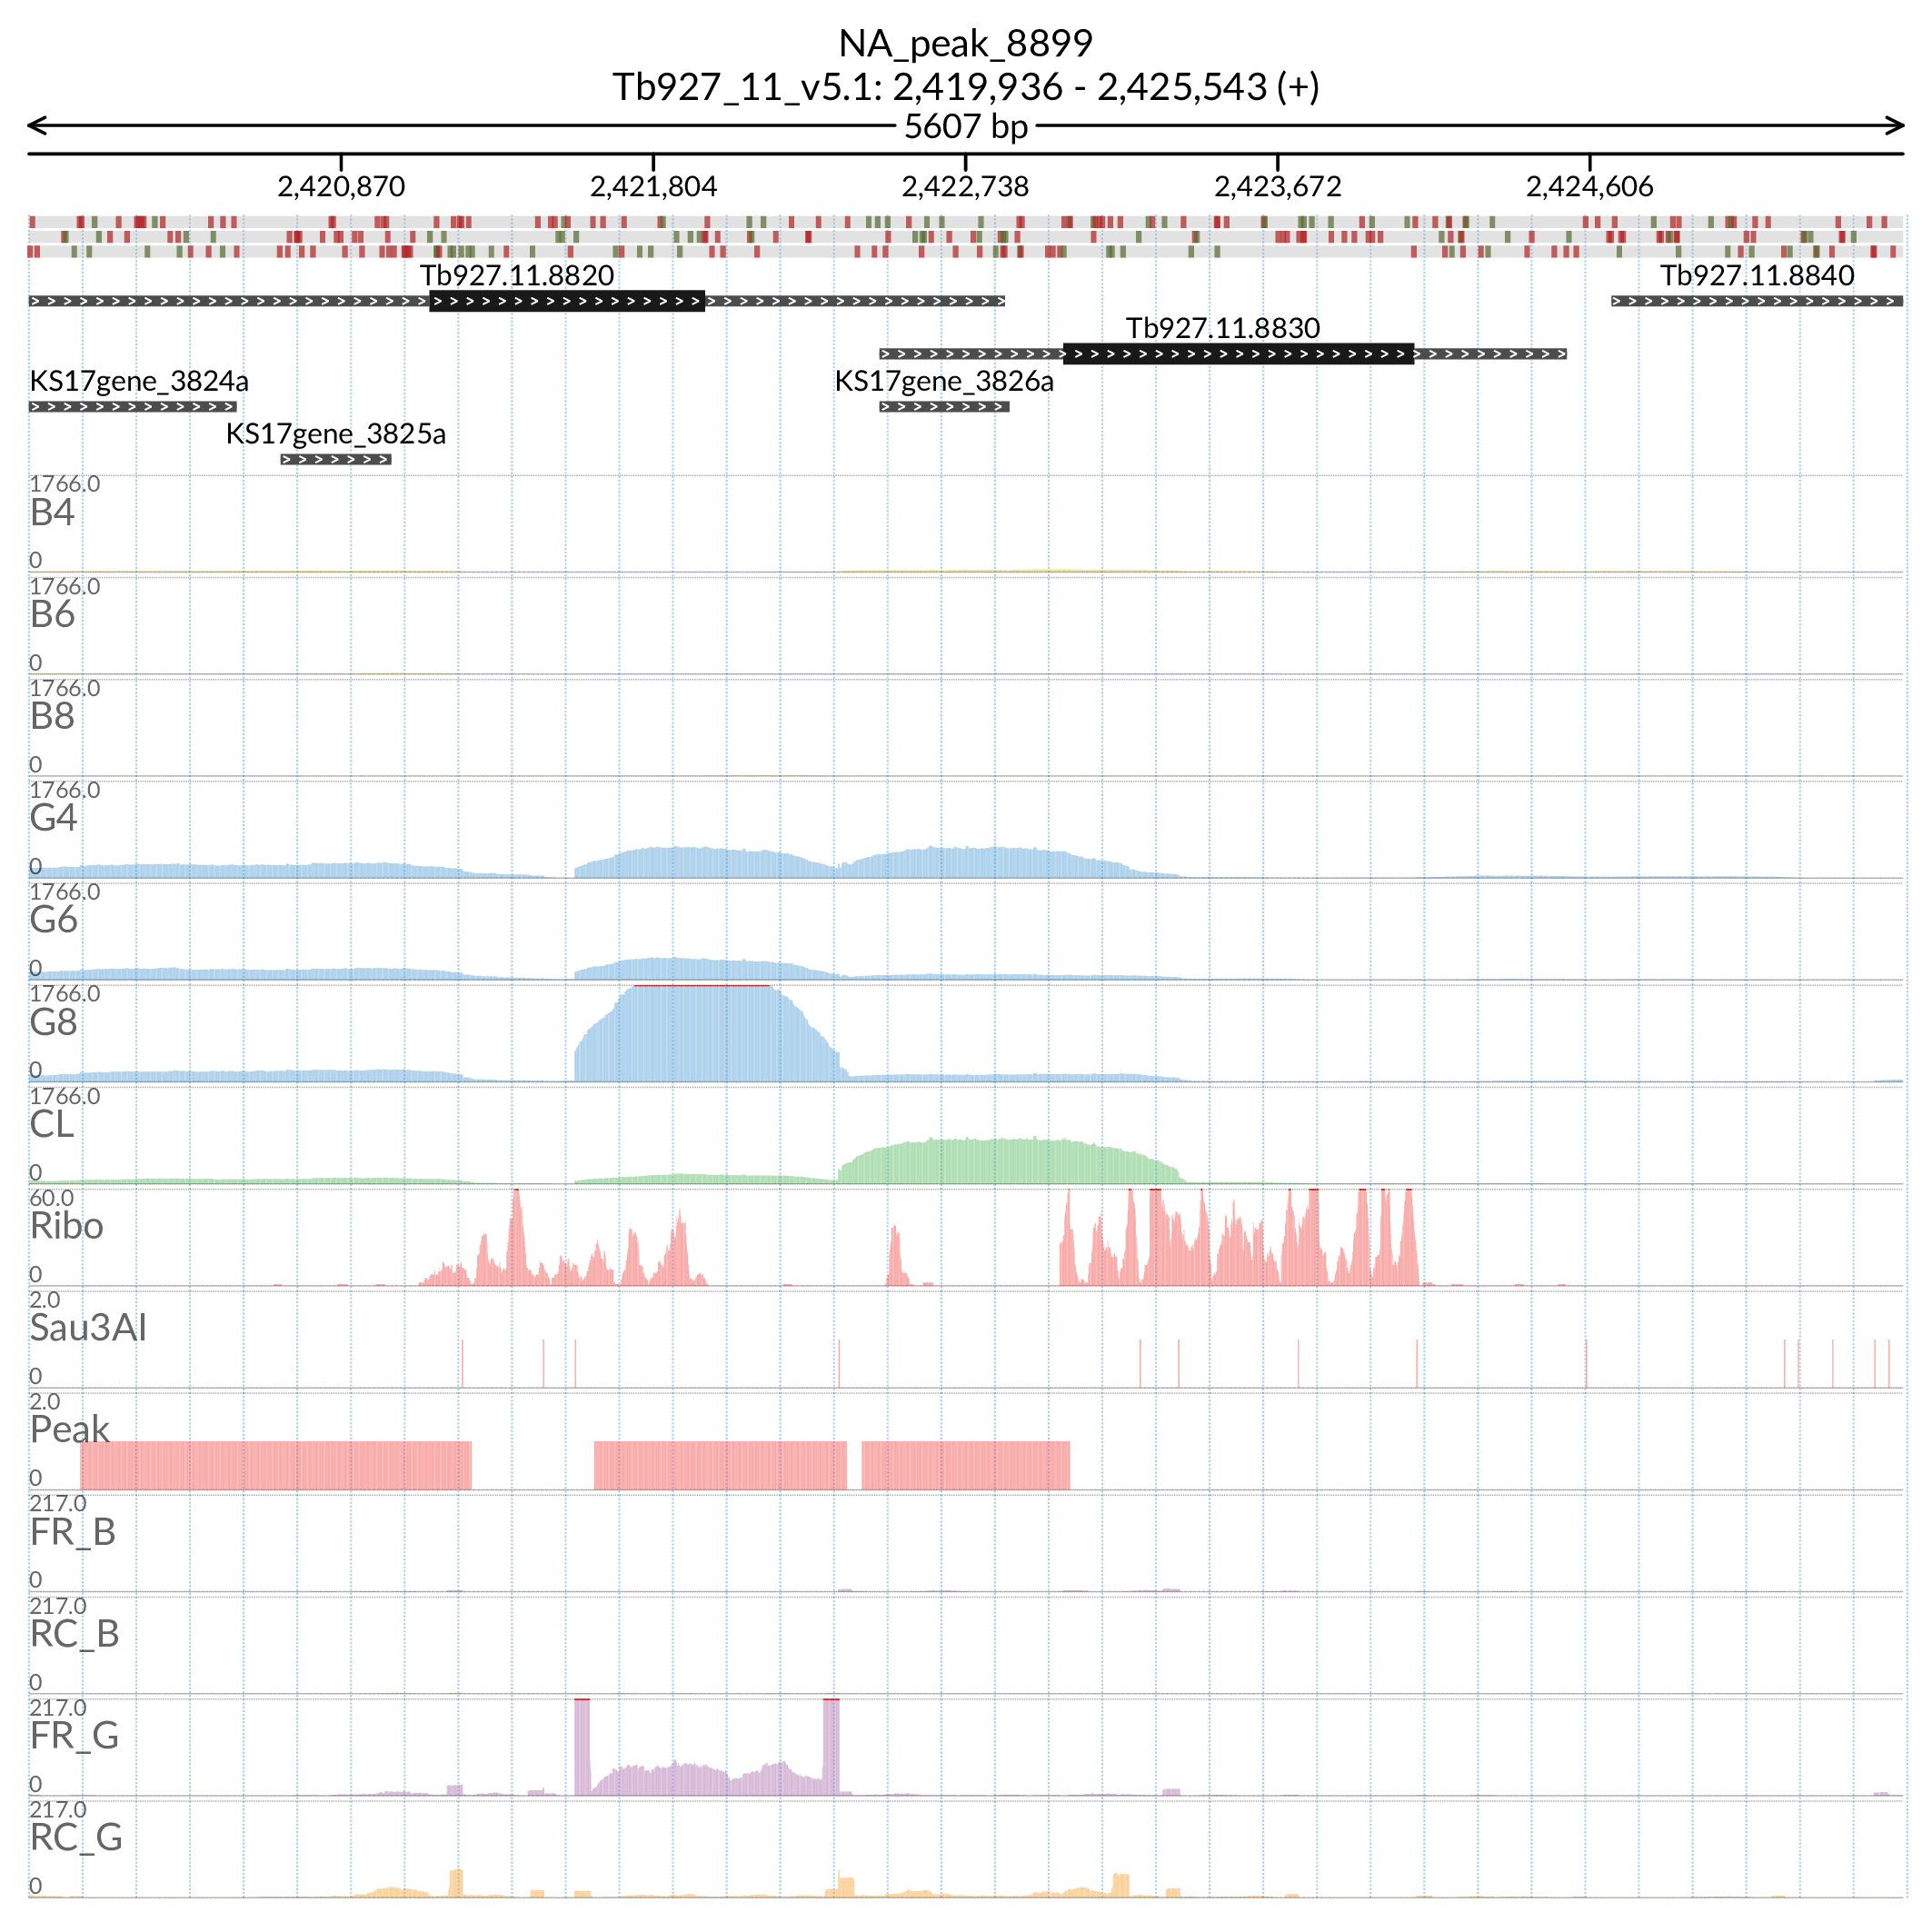 NA_peak_8899
Tb927_11_v5.1: 2,419,936 - 2,425,543 (+)
5607 bp
2,420,870 2,421,804 2,422,738 2,423,672 2,424,606
Tb927.11.8820 Tb927.11.8840
Tb927.11.8830
KS17gene_3824a KS17gene_3826a
KS17gene_3825a
1766.0
B4
0
1766.0
B6
0
1766.0
B8
0
1766.0
G4
0
1766.0
G6
0
1766.0
G8
0
1766.0
CL
0
60.0
Ribo
0
2.0
Sau3AI
0
2.0
Peak
0
217.0
FR_B
0
217.0
RC_B
0
217.0
FR_G
0
217.0
RC_G
0